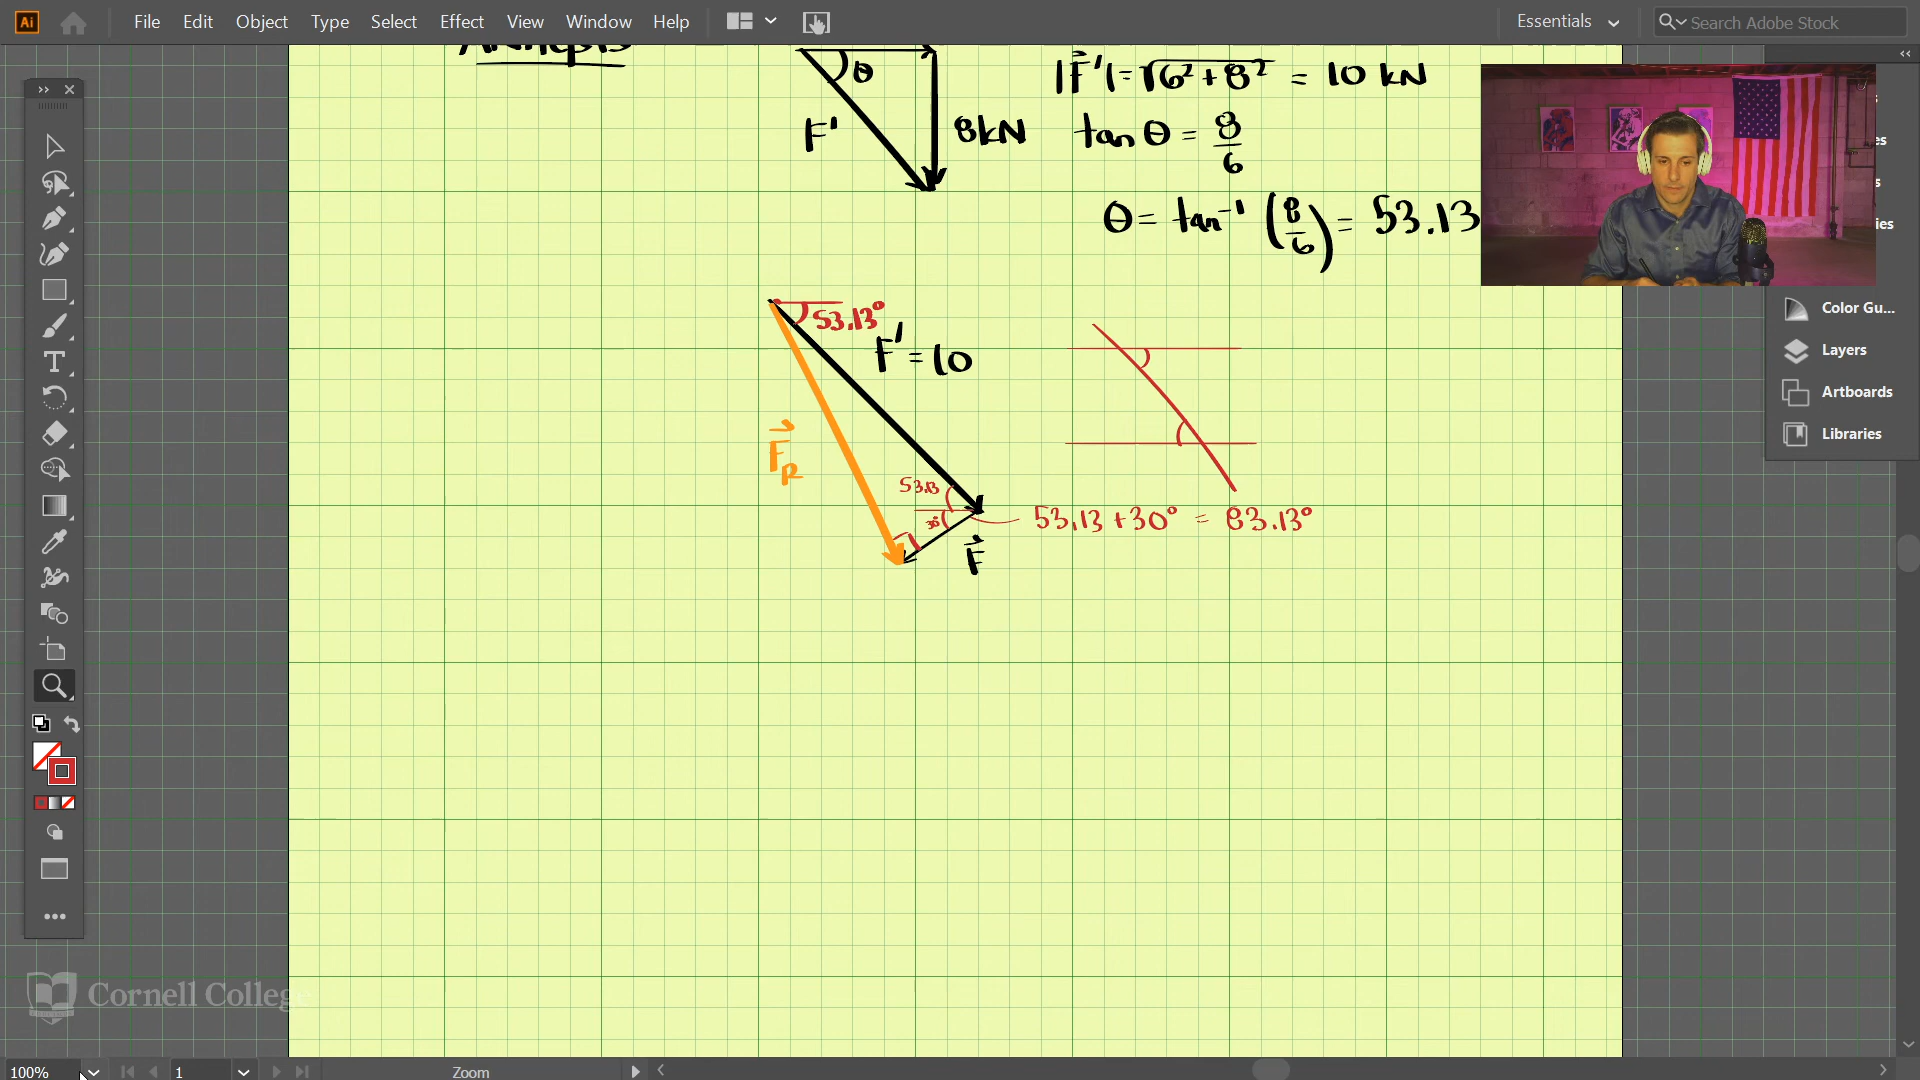 File Edit Object Type Select Effect View Window Help
Essentials
Search Adobe Stock
Analysis
θ
F'
8kN
|F⃗'| = √6²+8² = 10 kN
tan θ = 8/6
θ = tan⁻¹ (8/6) = 53.13
53.13°
F' = 10
F⃗R
53.13
30°
53.13 + 30° = 83.13°
F⃗
Color Gu...
Layers
Artboards
Libraries
Cornell College
100%
1
Zoom